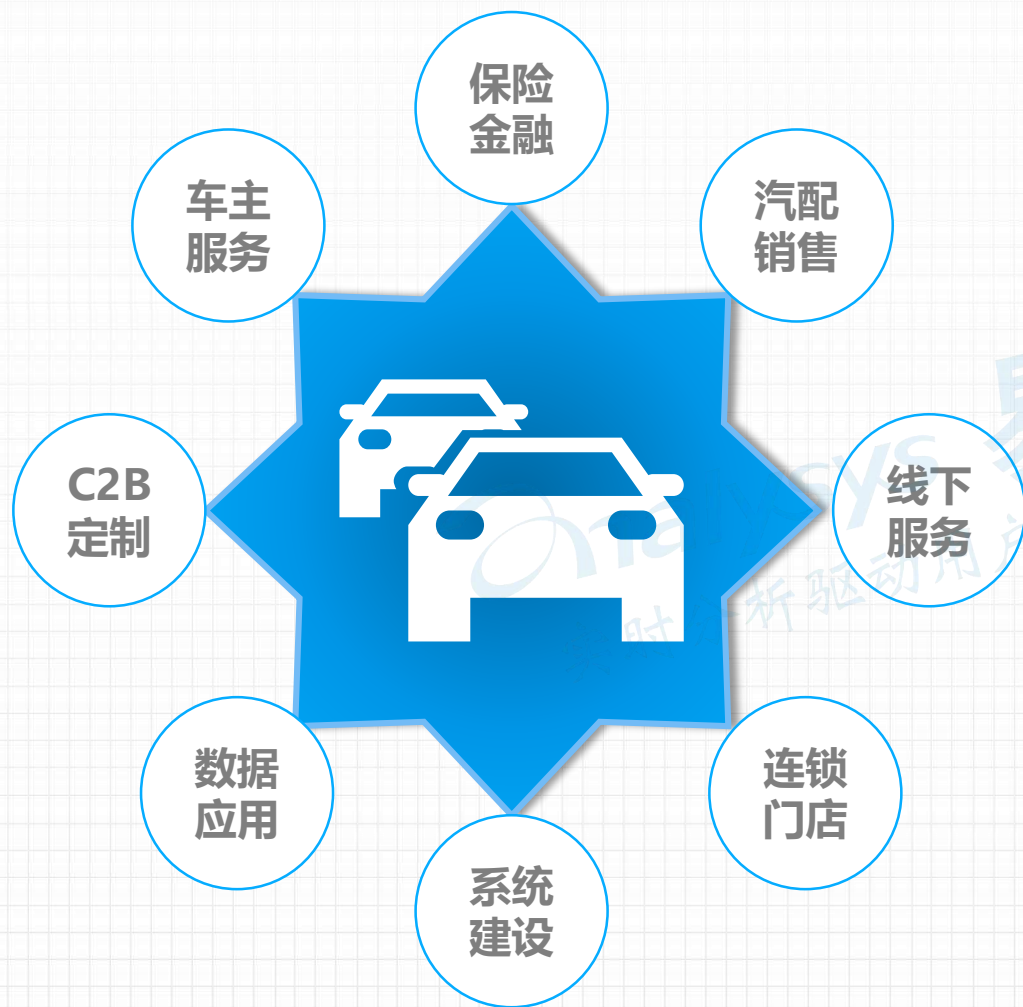 保险
金融
汽配
销售
线下
服务
连锁
门店
系统
建设
数据
应用
C2B
定制
车主
服务